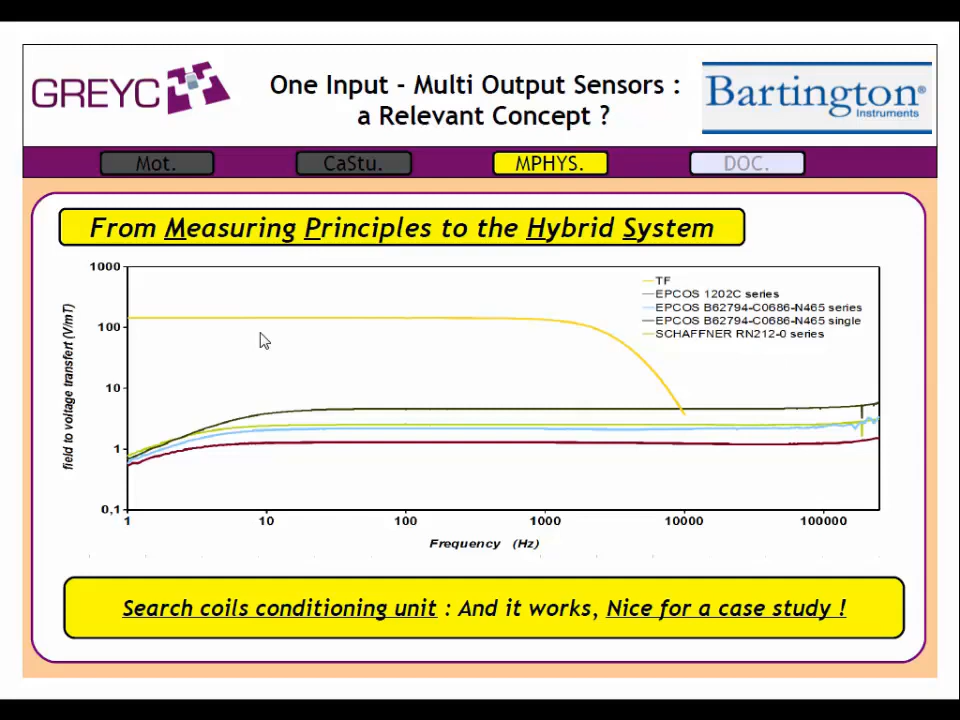 GREYC
One Input - Multi Output Sensors :
a Relevant Concept ?
Bartington®
Instruments
Mot.
CaStu.
MPHYS.
DOC.
From Measuring Principles to the Hybrid System
field to voltage transfert (V/mT)
1000
100
10
1
0,1
TF
EPCOS 1202C series
EPCOS B62794-C0686-N465 series
EPCOS B62794-C0686-N465 single
SCHAFFNER RN212-0 series
1 10 100 1000 10000 100000
Frequency (Hz)
Search coils conditioning unit : And it works, Nice for a case study !